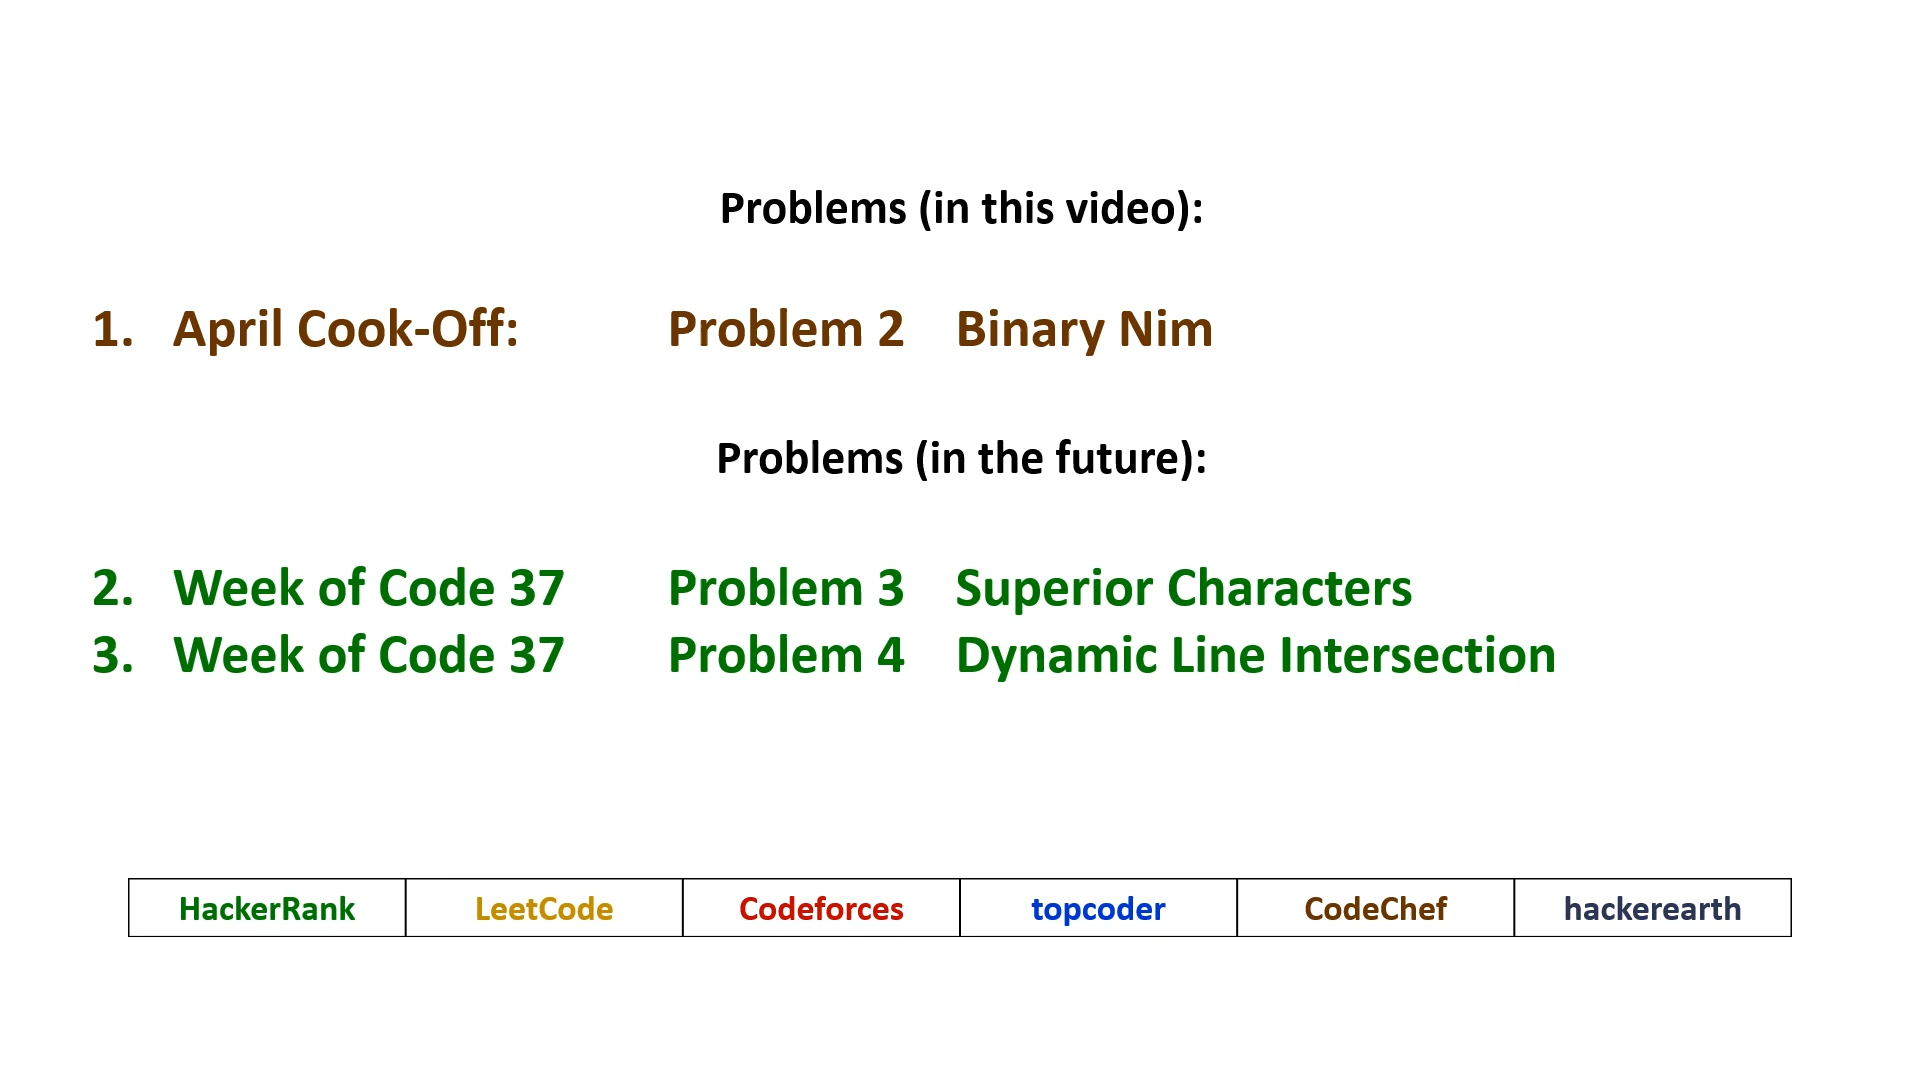 Problems (in this video):
1. April Cook-Off: Problem 2 Binary Nim
Problems (in the future):
2. Week of Code 37 Problem 3 Superior Characters
3. Week of Code 37 Problem 4 Dynamic Line Intersection
HackerRank LeetCode Codeforces topcoder CodeChef hackerearth